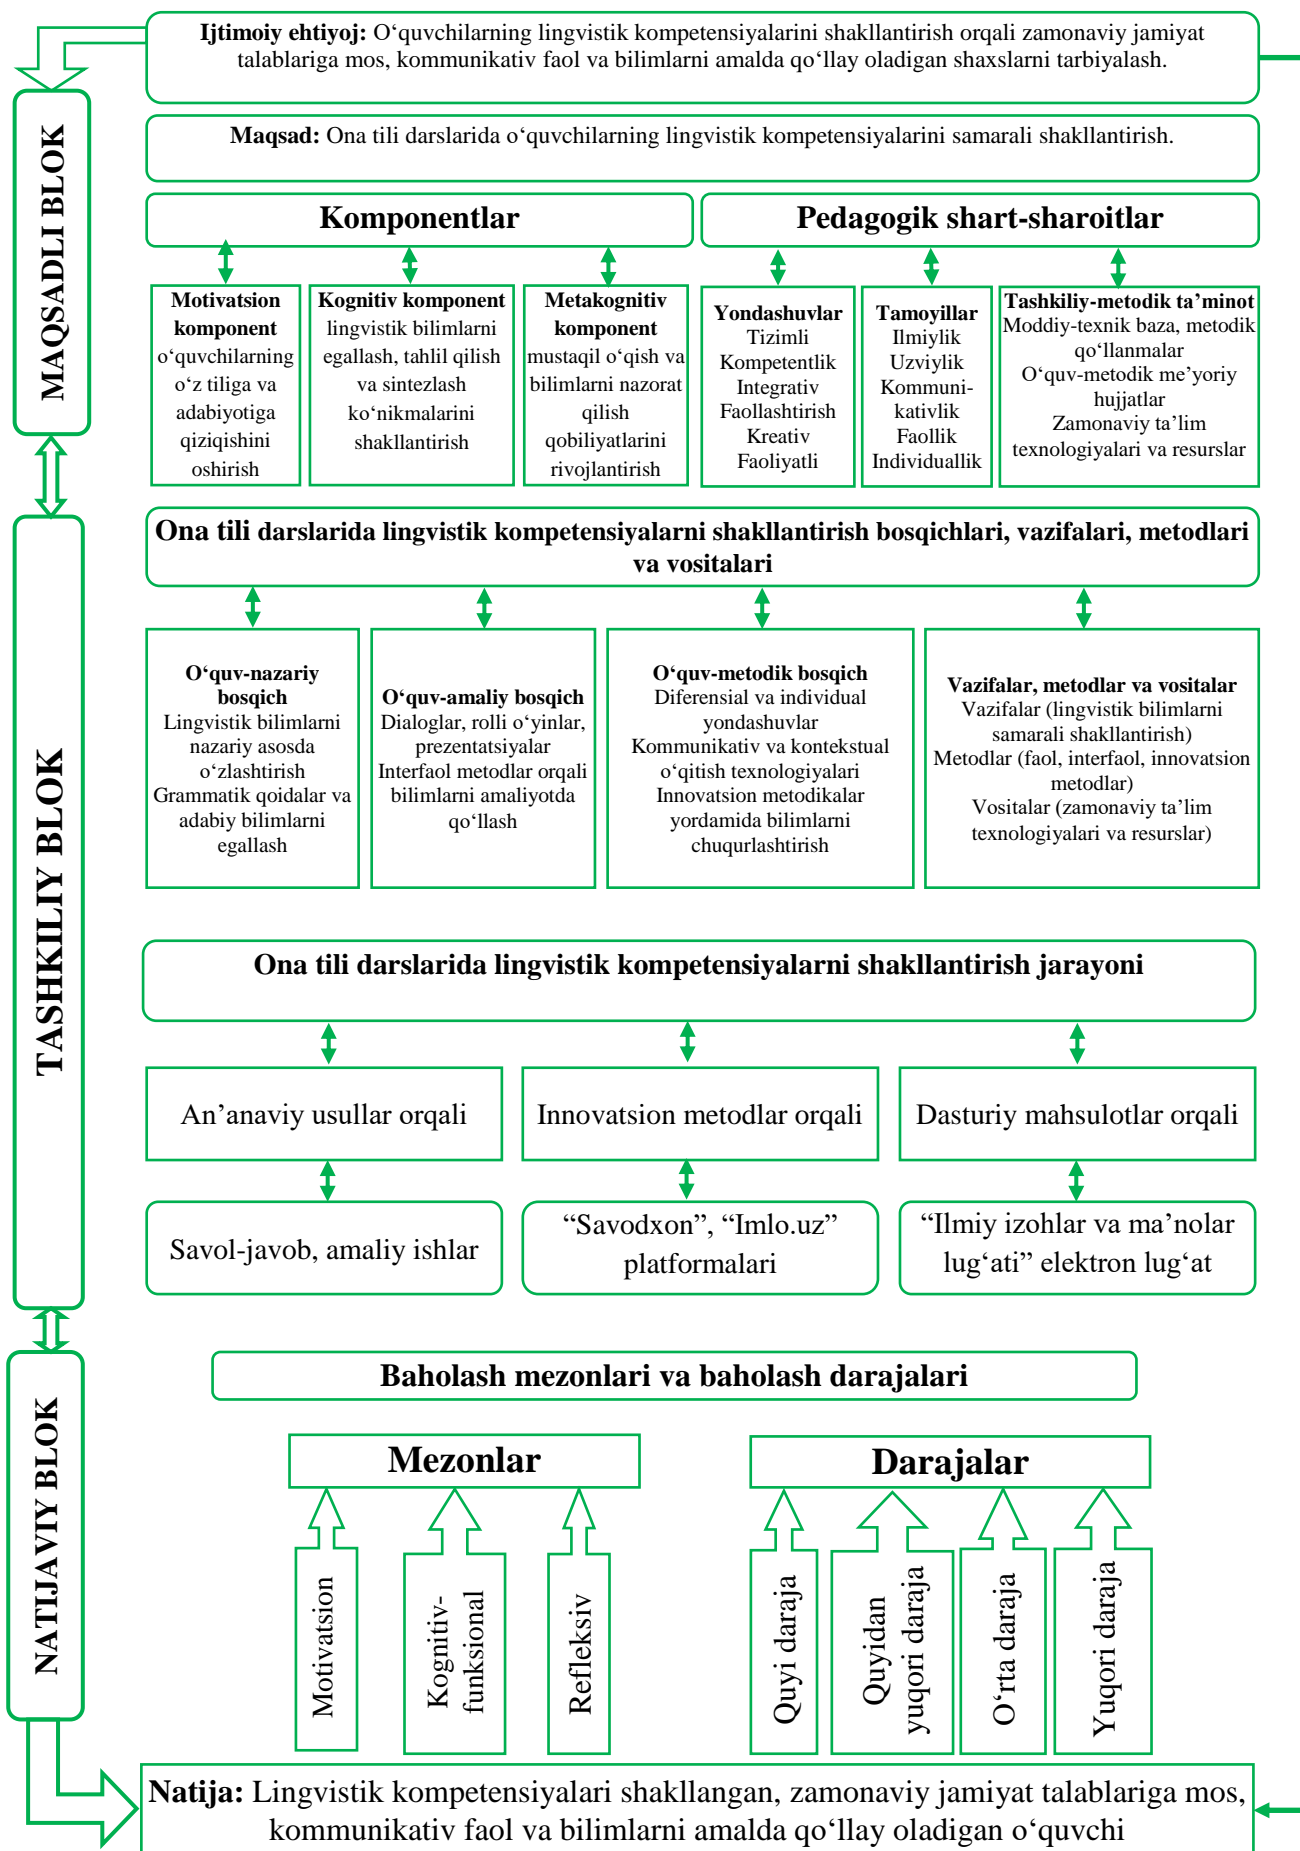 Ijtimoiy ehtiyoj: O‘quvchilarning lingvistik kompetensiyalarini shakllantirish orqali zamonaviy jamiyat
talablariga mos, kommunikativ faol va bilimlarni amalda qo‘llay oladigan shaxslarni tarbiyalash.
MAQSADLI BLOK
Maqsad: Ona tili darslarida o‘quvchilarning lingvistik kompetensiyalarini samarali shakllantirish.
Komponentlar
Pedagogik shart-sharoitlar
Motivatsion
komponent
o‘quvchilarning
o‘z tiliga va
adabiyotiga
qiziqishini
oshirish
Kognitiv komponent
lingvistik bilimlarni
egallash, tahlil qilish
va sintezlash
ko‘nikmalarini
shakllantirish
Metakognitiv
komponent
mustaqil o‘qish va
bilimlarni nazorat
qilish
qobiliyatlarini
rivojlantirish
Yondashuvlar
Tizimli
Kompetentlik
Integrativ
Faollashtirish
Kreativ
Faoliyatli
Tamoyillar
Ilmiylik
Uzviylik
Kommuni-
kativlik
Faollik
Individuallik
Tashkiliy-metodik ta’minot
Moddiy-texnik baza, metodik
qo‘llanmalar
O‘quv-metodik me’yoriy
hujjatlar
Zamonaviy ta’lim
texnologiyalari va resurslar
TASHKILIY BLOK
Ona tili darslarida lingvistik kompetensiyalarni shakllantirish bosqichlari, vazifalari, metodlari
va vositalari
O‘quv-nazariy
bosqich
Lingvistik bilimlarni
nazariy asosda
o‘zlashtirish
Grammatik qoidalar va
adabiy bilimlarni
egallash
O‘quv-amaliy bosqich
Dialoglar, rolli o‘yinlar,
prezentatsiyalar
Interfaol metodlar orqali
bilimlarni amaliyotda
qo‘llash
O‘quv-metodik bosqich
Diferensial va individual
yondashuvlar
Kommunikativ va kontekstual
o‘qitish texnologiyalari
Innovatsion metodikalar
yordamida bilimlarni
chuqurlashtirish
Vazifalar, metodlar va vositalar
Vazifalar (lingvistik bilimlarni
samarali shakllantirish)
Metodlar (faol, interfaol, innovatsion
metodlar)
Vositalar (zamonaviy ta’lim
texnologiyalari va resurslar)
Ona tili darslarida lingvistik kompetensiyalarni shakllantirish jarayoni
An’anaviy usullar orqali
Innovatsion metodlar orqali
Dasturiy mahsulotlar orqali
Savol-javob, amaliy ishlar
“Savodxon”, “Imlo.uz”
platformalari
“Ilmiy izohlar va ma’nolar
lug‘ati” elektron lug‘at
NATIJAVIY BLOK
Baholash mezonlari va baholash darajalari
Mezonlar
Darajalar
Motivatsion
Kognitiv-
funksional
Refleksiv
Quyi daraja
Quyidan
yuqori daraja
O‘rta daraja
Yuqori daraja
Natija: Lingvistik kompetensiyalari shakllangan, zamonaviy jamiyat talablariga mos,
kommunikativ faol va bilimlarni amalda qo‘llay oladigan o‘quvchi